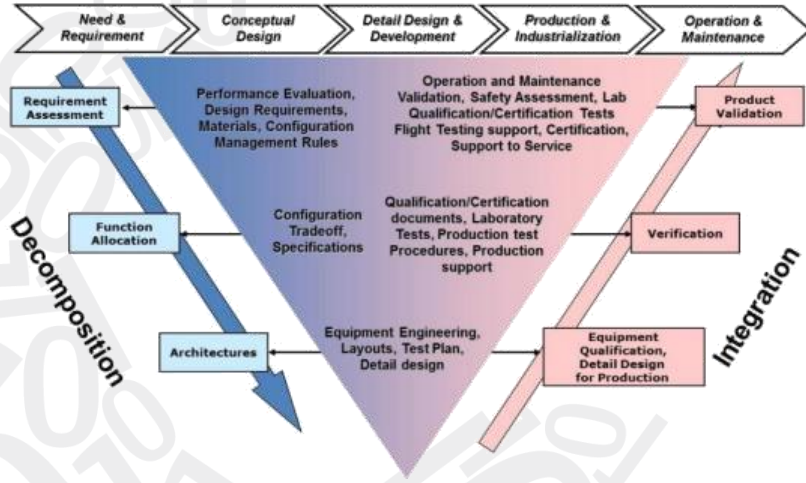 Need &
Requirement
Conceptual
Design
Detail Design &
Development
Production &
Industrialization
Operation &
Maintenance
Requirement
Assessment
Performance Evaluation,
Design Requirements,
Materials, Configuration
Management Rules
Operation and Maintenance
Validation, Safety Assessment, Lab
Qualification/Certification Tests
Flight Testing support, Certification,
Support to Service
Product
Validation
Function
Allocation
Configuration
Tradeoff,
Specifications
Qualification/Certification
documents, Laboratory
Tests, Production test
Procedures, Production
support
Verification
Decomposition
Integration
Architectures
Equipment Engineering,
Layouts, Test Plan,
Detail design
Equipment
Qualification,
Detail Design
for Production